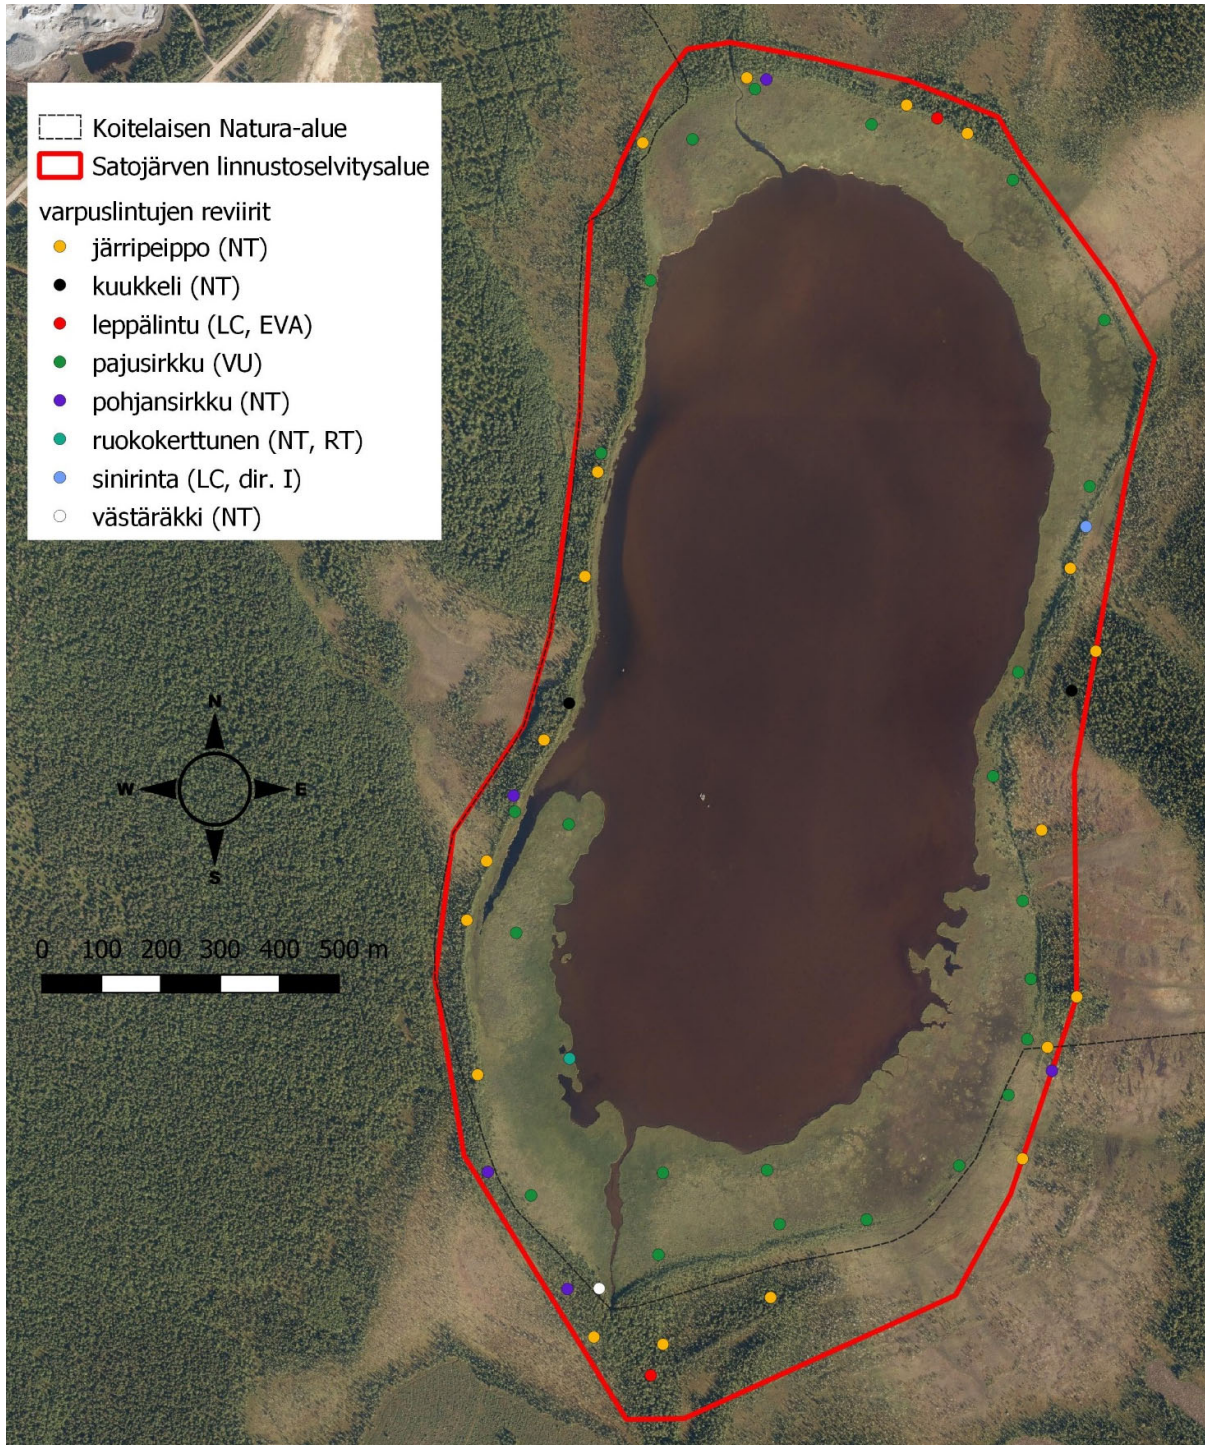 Koitelaisen Natura-alue
Satojärven linnustoselvitysalue
varpuslintujen reviirit
järripeippo (NT)
kuukkeli (NT)
leppälintu (LC, EVA)
pajusirkku (VU)
pohjansirkku (NT)
ruokokerttunen (NT, RT)
sinirinta (LC, dir. I)
västäräkki (NT)
N
W E
S
0 100 200 300 400 500 m